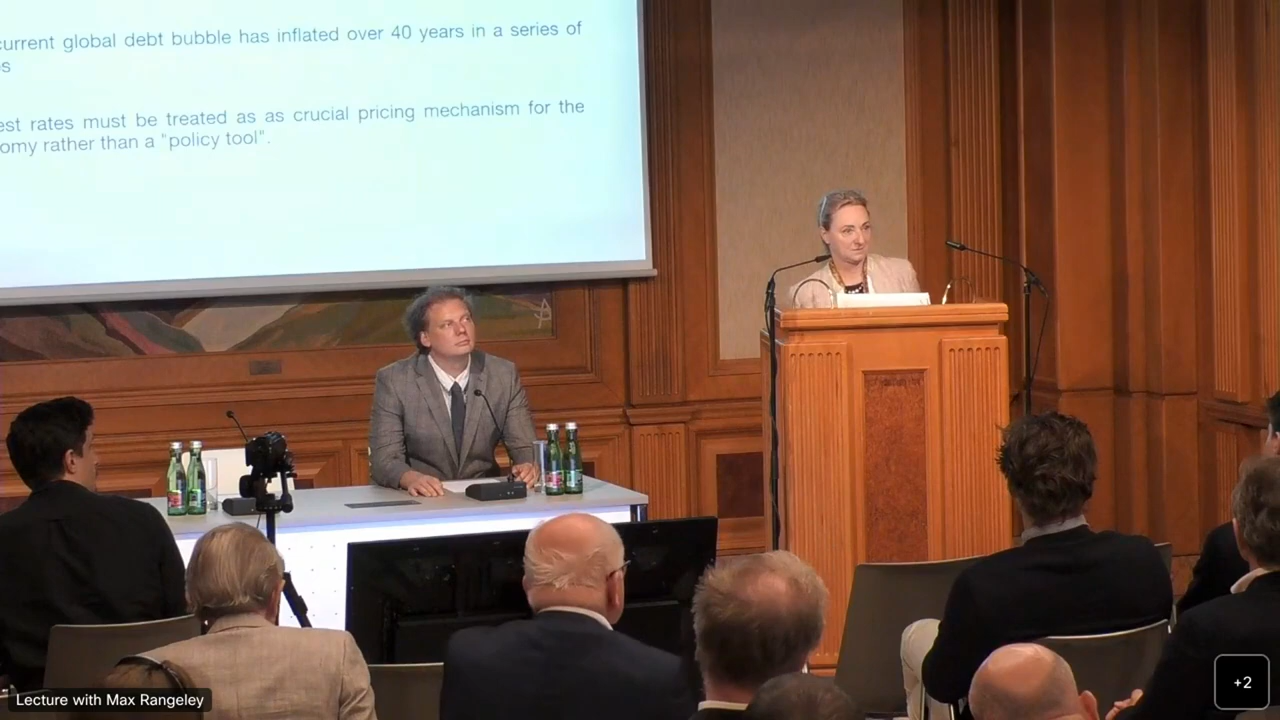 current global debt bubble has inflated over 40 years in a series of
s
est rates must be treated as as crucial pricing mechanism for the
omy rather than a "policy tool".
Lecture with Max Rangeley
+2